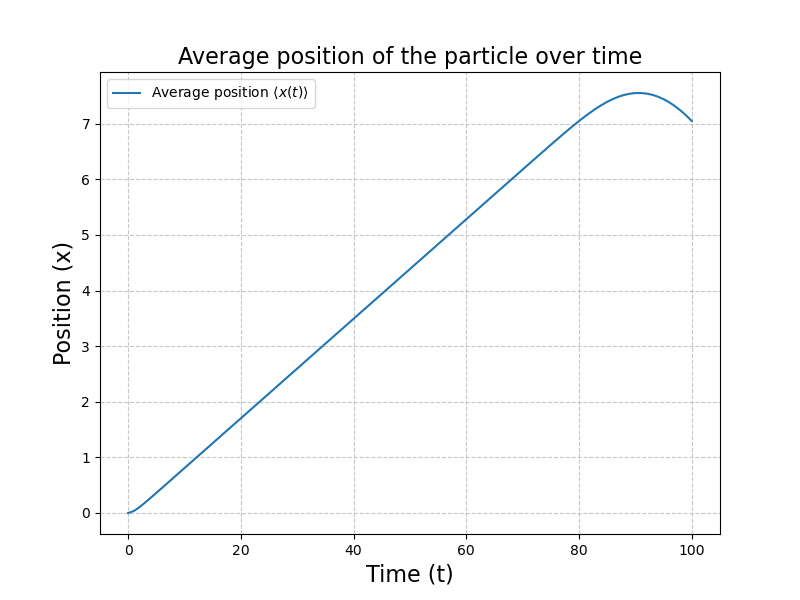 Average position of the particle over time
Average position ⟨x(t)⟩
Position (x)
7
6
5
4
3
2
1
0
0 20 40 60 80 100
Time (t)